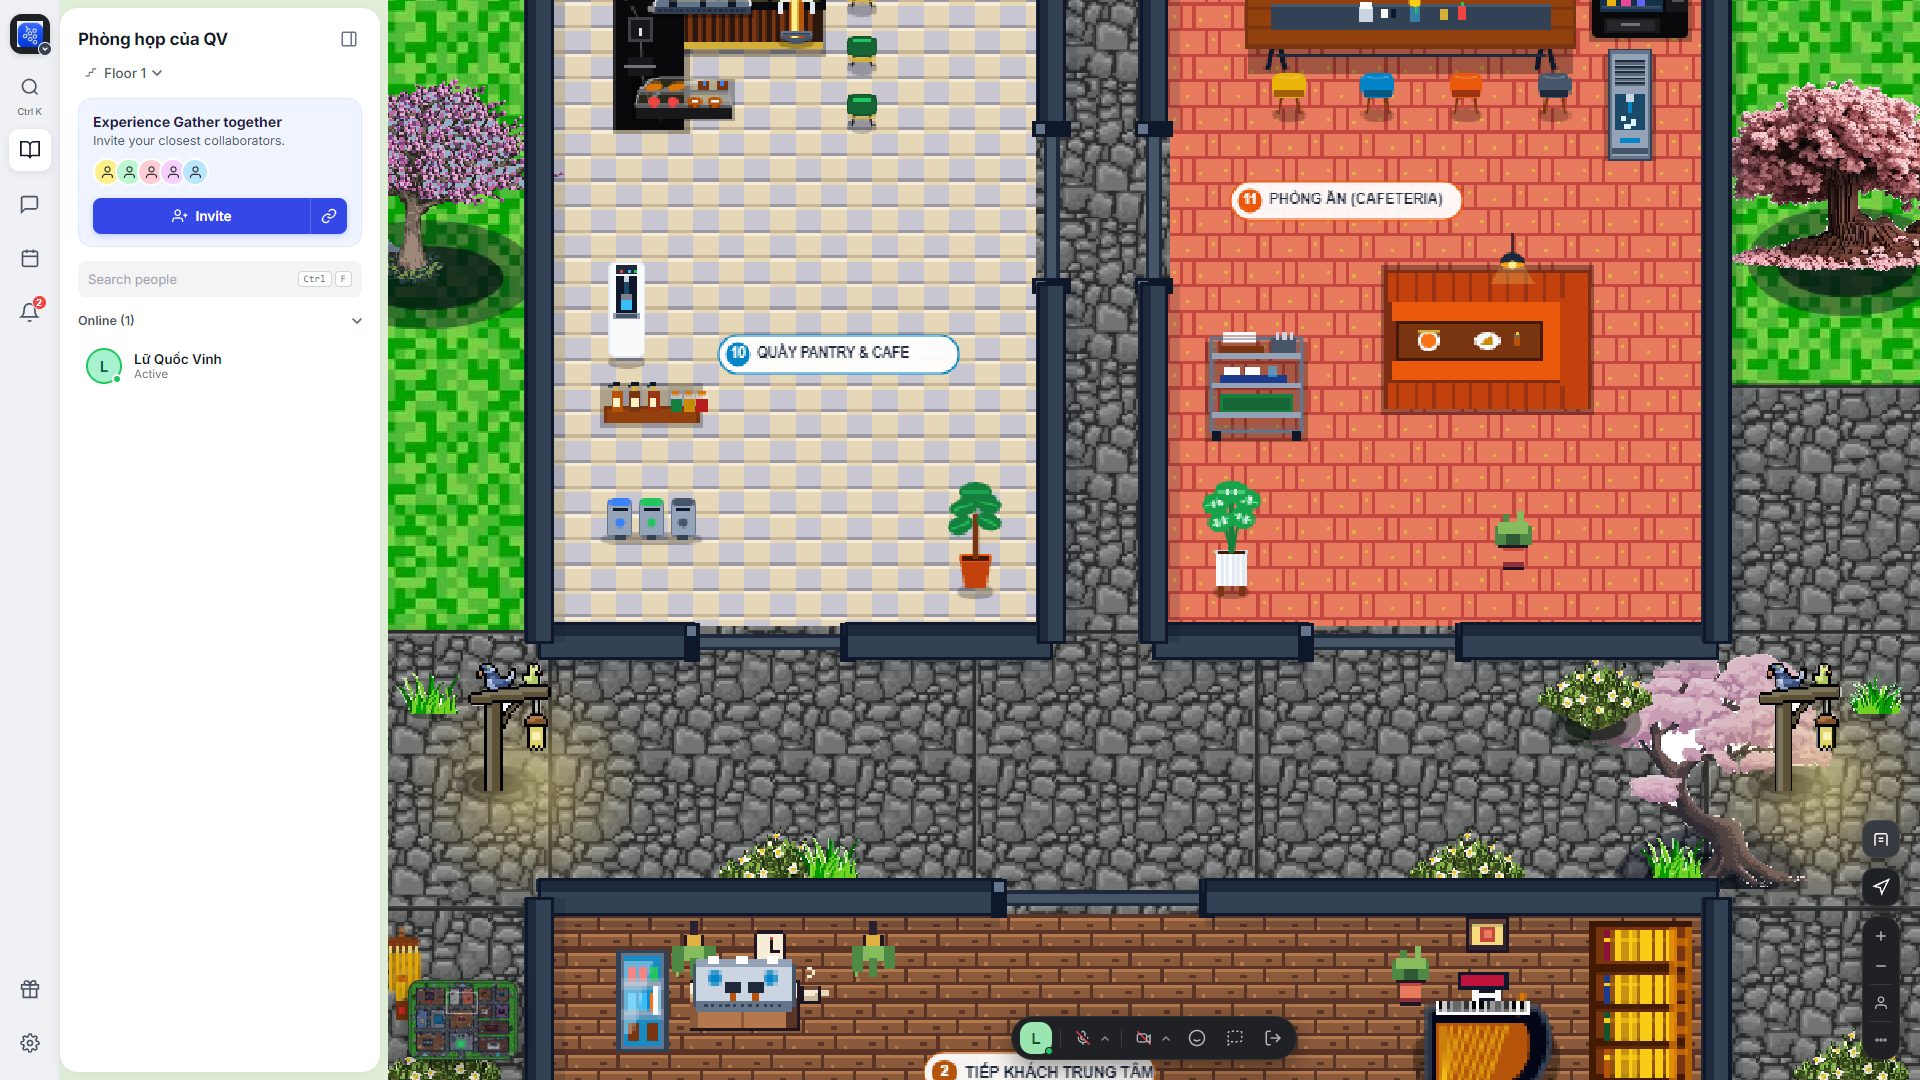 Phòng họp của QV
Floor 1
Ctrl K
Experience Gather together
Invite your closest collaborators.
Invite
Search people
Ctrl F
2
Online (1)
L
Lữ Quốc Vinh
Active
11 PHÒNG ĂN (CAFETERIA)
10 QUẦY PANTRY & CAFE
L
2 TIẾP KHÁCH TRUNG TÂM